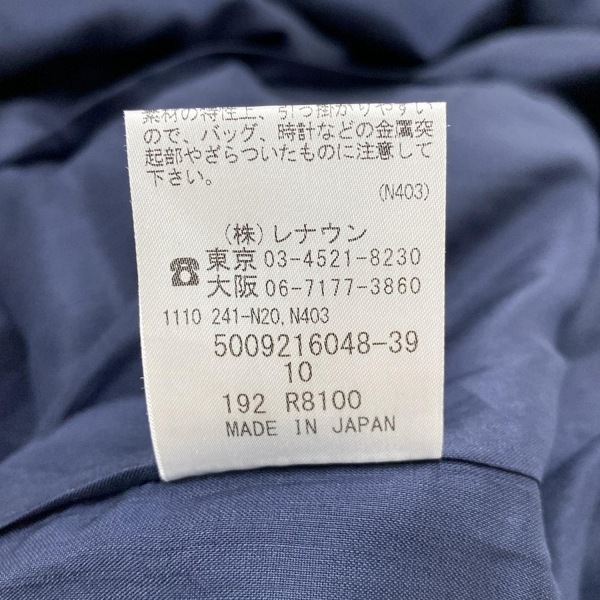 素材の特性上、引っ掛かりやすい
ので、バッグ、時計などの金属突
起部やざらついたものに注意して
下さい。
(N403)
(株)レナウン
☎東京 03-4521-8230
大阪 06-7177-3860
1110 241-N20,N403
5009216048-39
10
192 R8100
MADE IN JAPAN